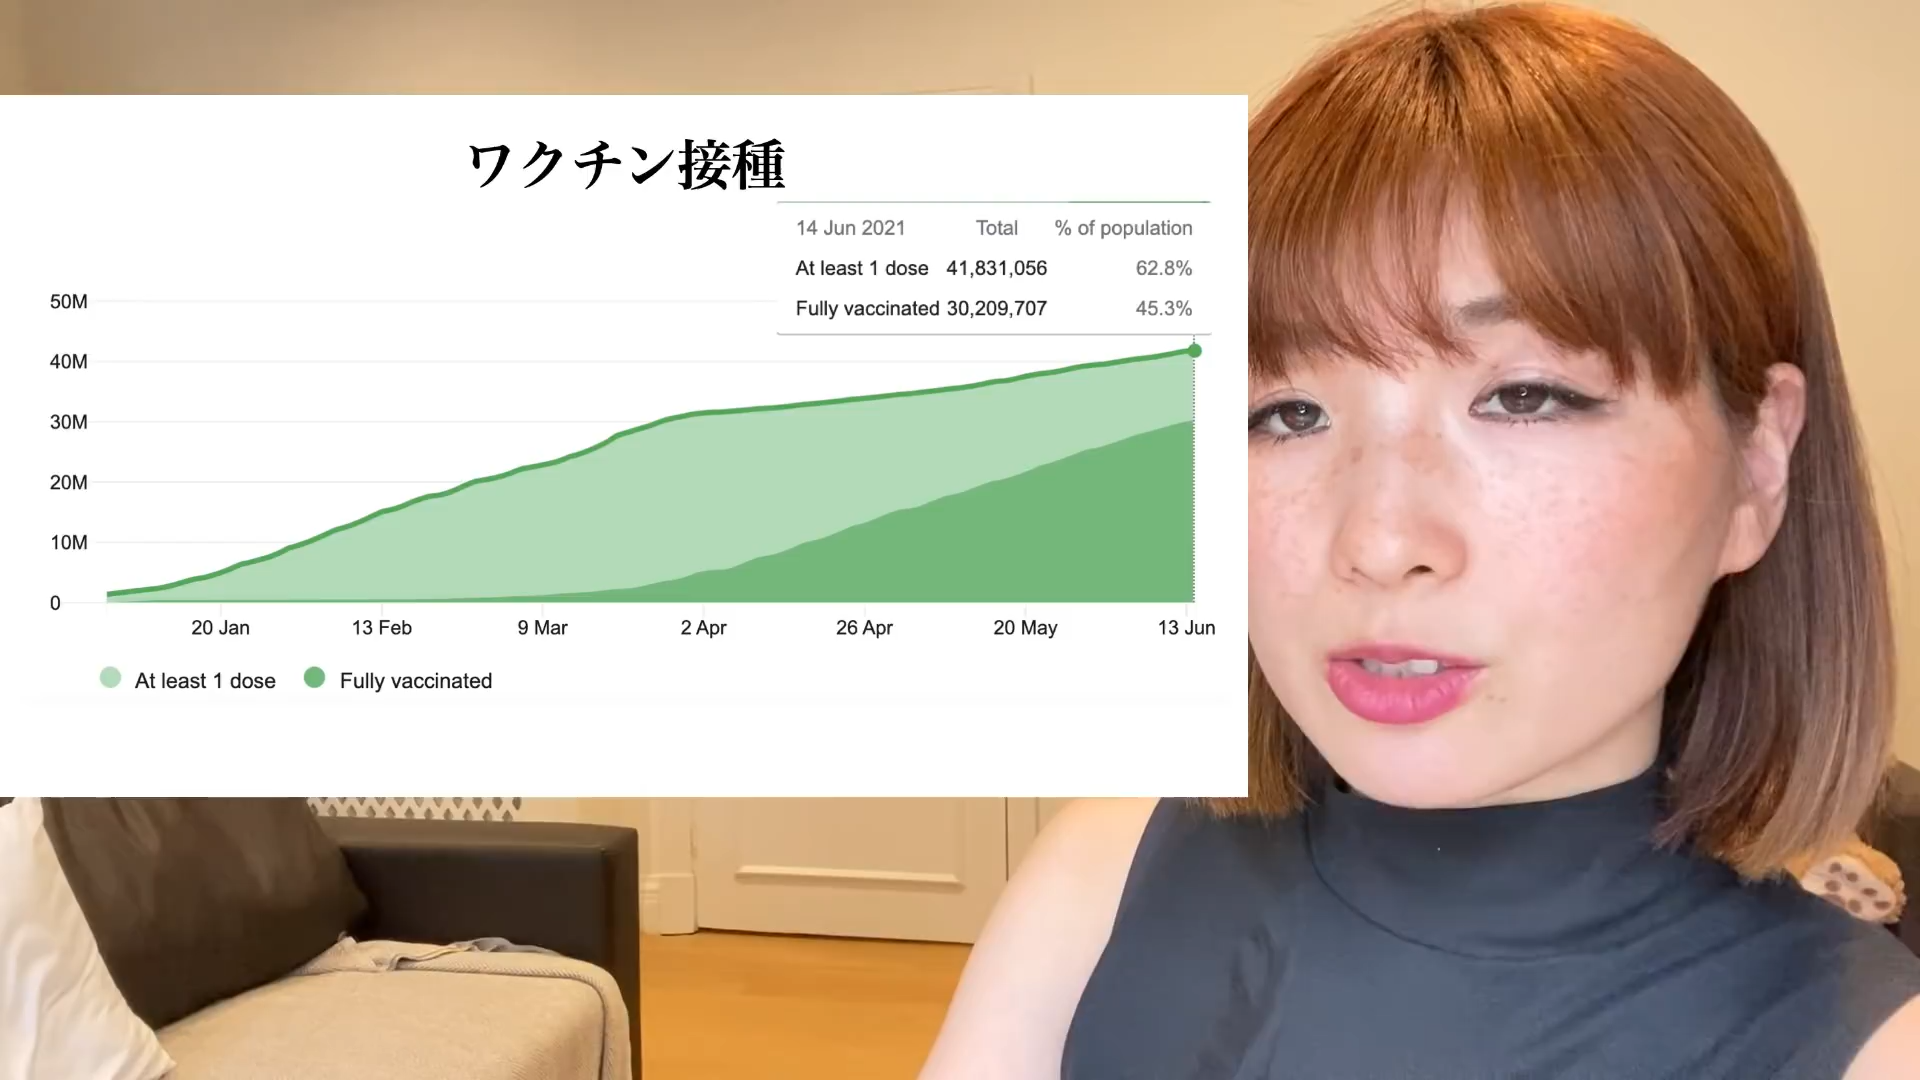 ワクチン接種
14 Jun 2021 Total % of population
At least 1 dose 41,831,056 62.8%
Fully vaccinated 30,209,707 45.3%
50M
40M
30M
20M
10M
0
20 Jan 13 Feb 9 Mar 2 Apr 26 Apr 20 May 13 Jun
At least 1 dose Fully vaccinated